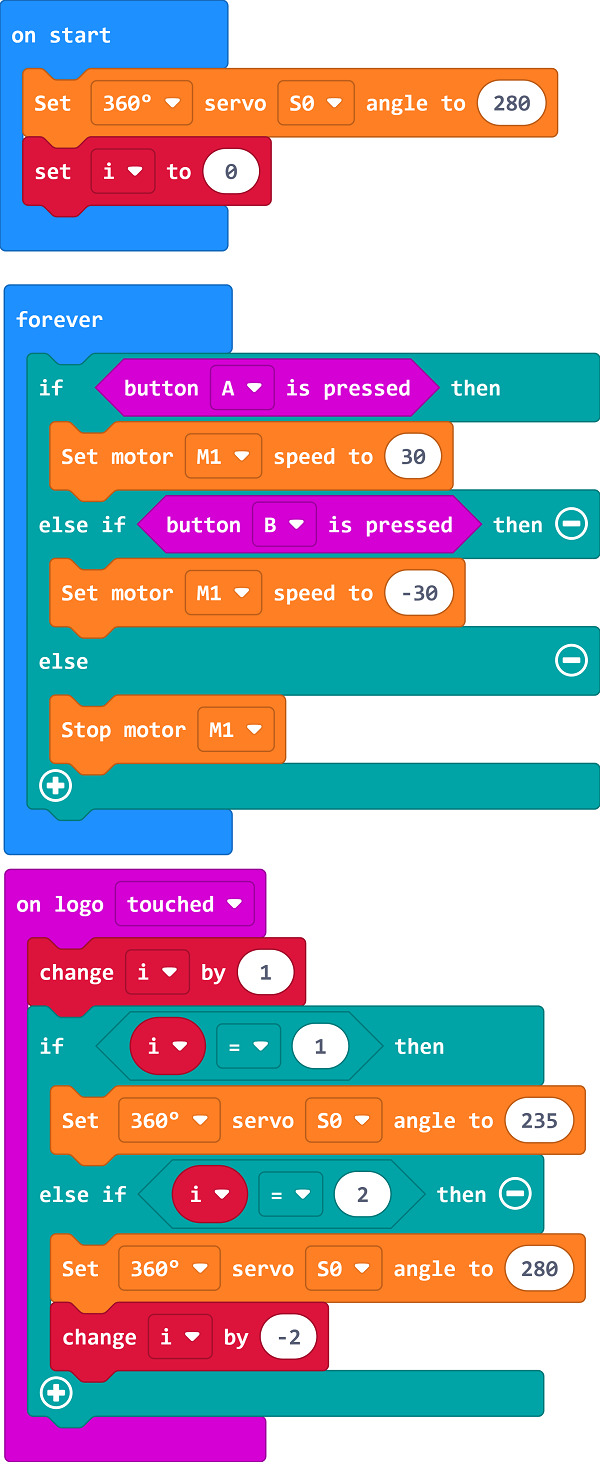 on start
Set 360° servo S0 angle to 280
set i to 0
forever
if button A is pressed then
Set motor M1 speed to 30
else if button B is pressed then
Set motor M1 speed to -30
else
Stop motor M1
on logo touched
change i by 1
if i = 1 then
Set 360° servo S0 angle to 235
else if i = 2 then
Set 360° servo S0 angle to 280
change i by -2